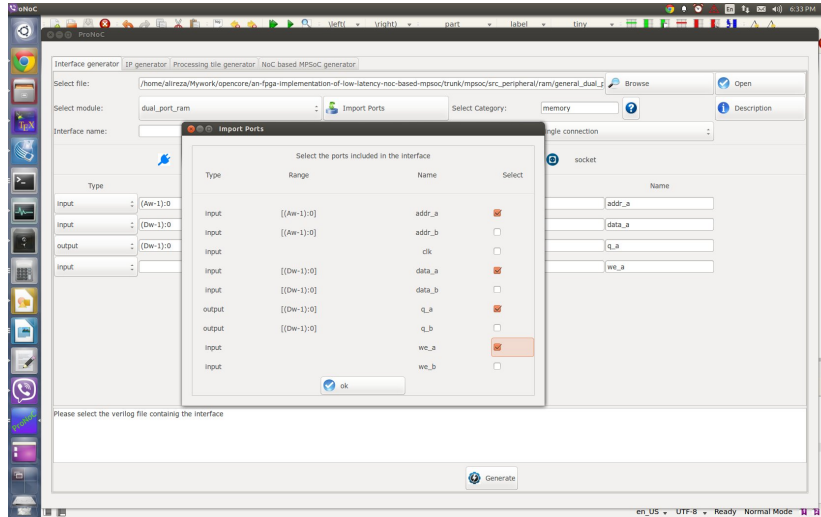 ProNoC
En
6:33 PM
\left(
\right)
part
label
tiny
ProNoC
Interface generator IP generator Processing tile generator NoC based MPSoC generator
Select file: /home/alireza/Mywork/opencore/an-fpga-implementation-of-low-latency-noc-based-mpsoc/trunk/mpsoc/src_peripheral/ram/general_dual_p Browse Open
Select module: dual_port_ram Import Ports Select Category: memory Description
Interface name: ngle connection
Import Ports
Select the ports included in the interface
socket
Type Range Name Select
Type Name
input [(Aw-1):0] addr_a
input [(Aw-1):0] addr_b
input clk
input [(Dw-1):0] data_a
input [(Dw-1):0] data_b
output [(Dw-1):0] q_a
output [(Dw-1):0] q_b
input we_a
input we_b
ok
input (Aw-1):0 addr_a
input (Dw-1):0 data_a
output (Dw-1):0 q_a
input we_a
Please select the verilog file containig the interface
Generate
en_US UTF-8 Ready Normal Mode
TEX
ProNoC